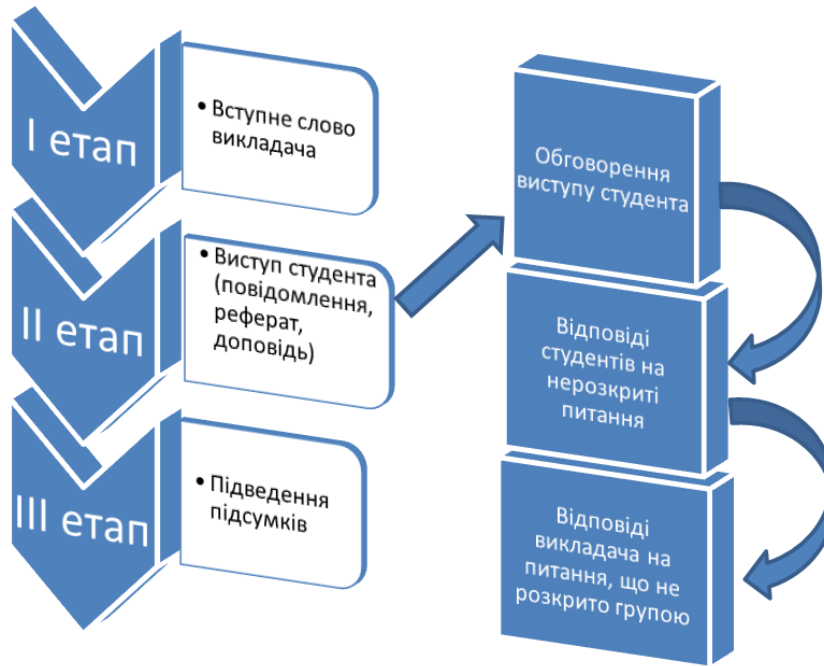 І етап
• Вступне слово
викладача
ІІ етап
• Виступ студента
(повідомлення,
реферат,
доповідь)
ІІІ етап
• Підведення
підсумків
Обговорення
виступу студента
Відповіді
студентів на
нерозкриті
питання
Відповіді
викладача на
питання, що не
розкрито групою